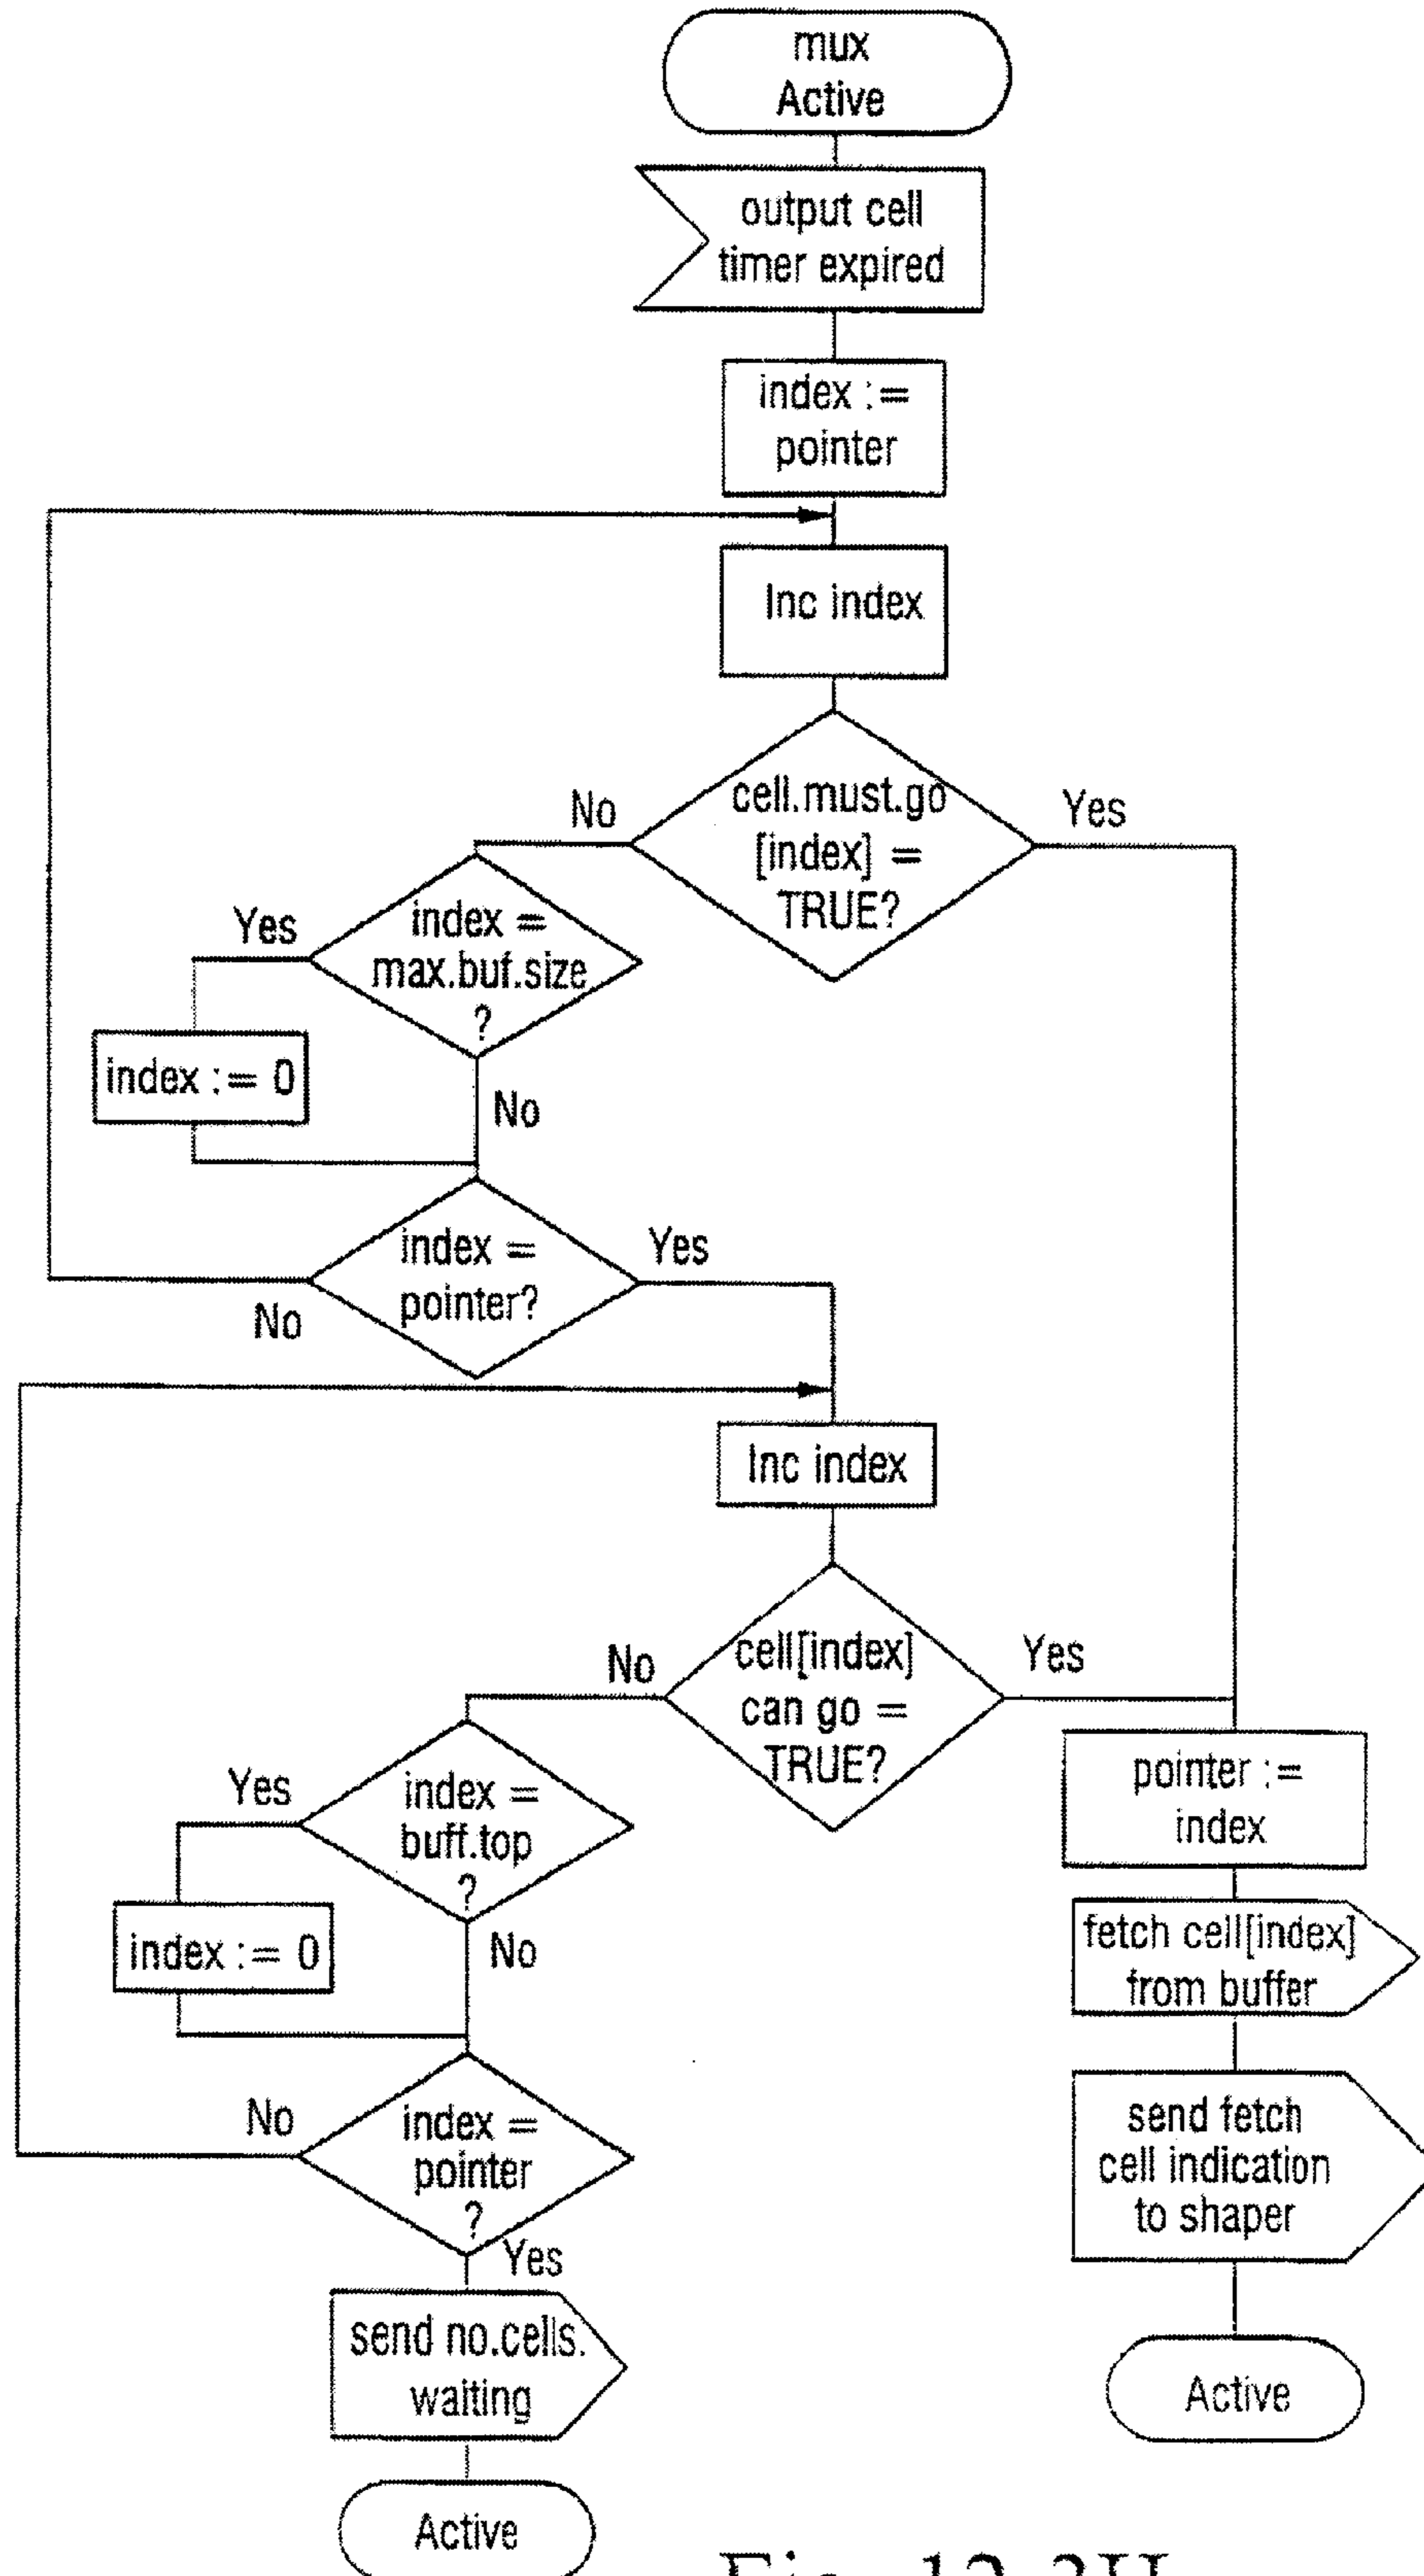 mux
Active
output cell
timer expired
index :=
pointer
Inc index
cell.must.go
[index] =
TRUE?
No
Yes
index =
max.buf.size
?
Yes
index := 0
No
index =
pointer?
Yes
No
Inc index
cell[index]
can go =
TRUE?
No
Yes
index =
buff.top
?
Yes
index := 0
No
index =
pointer
?
No
Yes
send no.cells.
waiting
Active
pointer :=
index
fetch cell[index]
from buffer
send fetch
cell indication
to shaper
Active